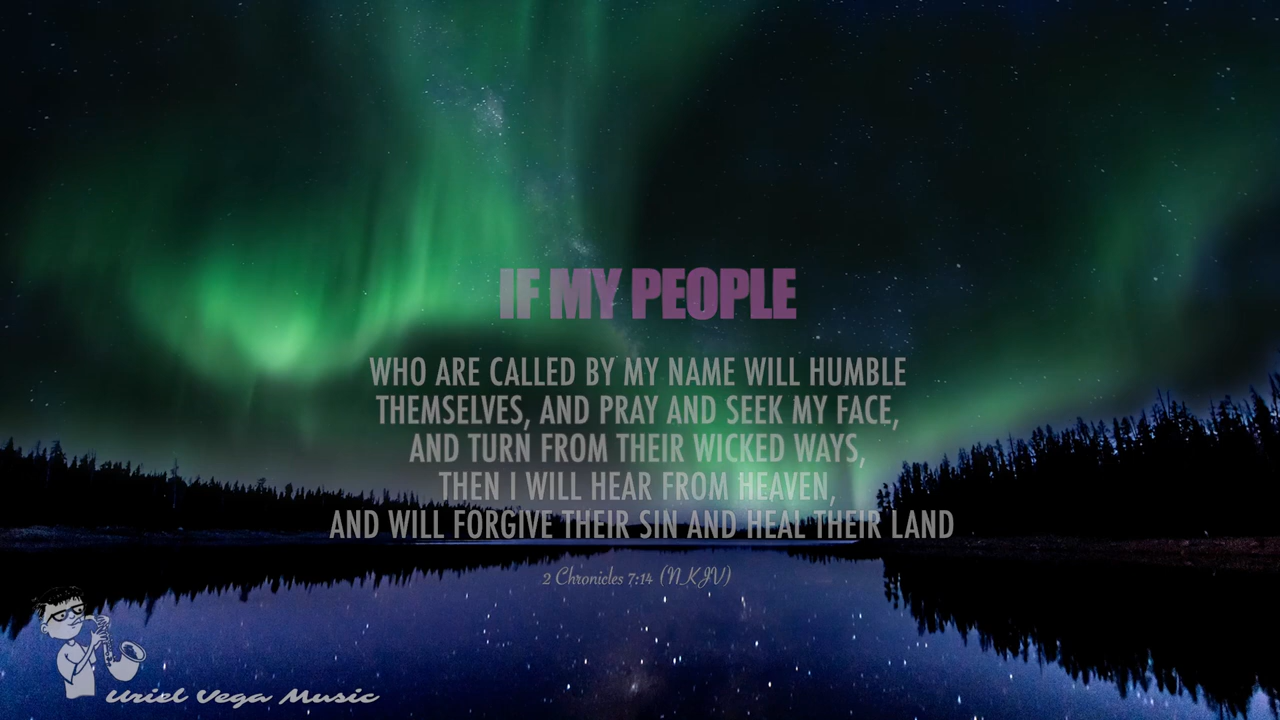 IF MY PEOPLE
WHO ARE CALLED BY MY NAME WILL HUMBLE
THEMSELVES, AND PRAY AND SEEK MY FACE,
AND TURN FROM THEIR WICKED WAYS,
THEN I WILL HEAR FROM HEAVEN,
AND WILL FORGIVE THEIR SIN AND HEAL THEIR LAND
2 Chronicles 7:14 (NKJV)
Uriel Vega Music